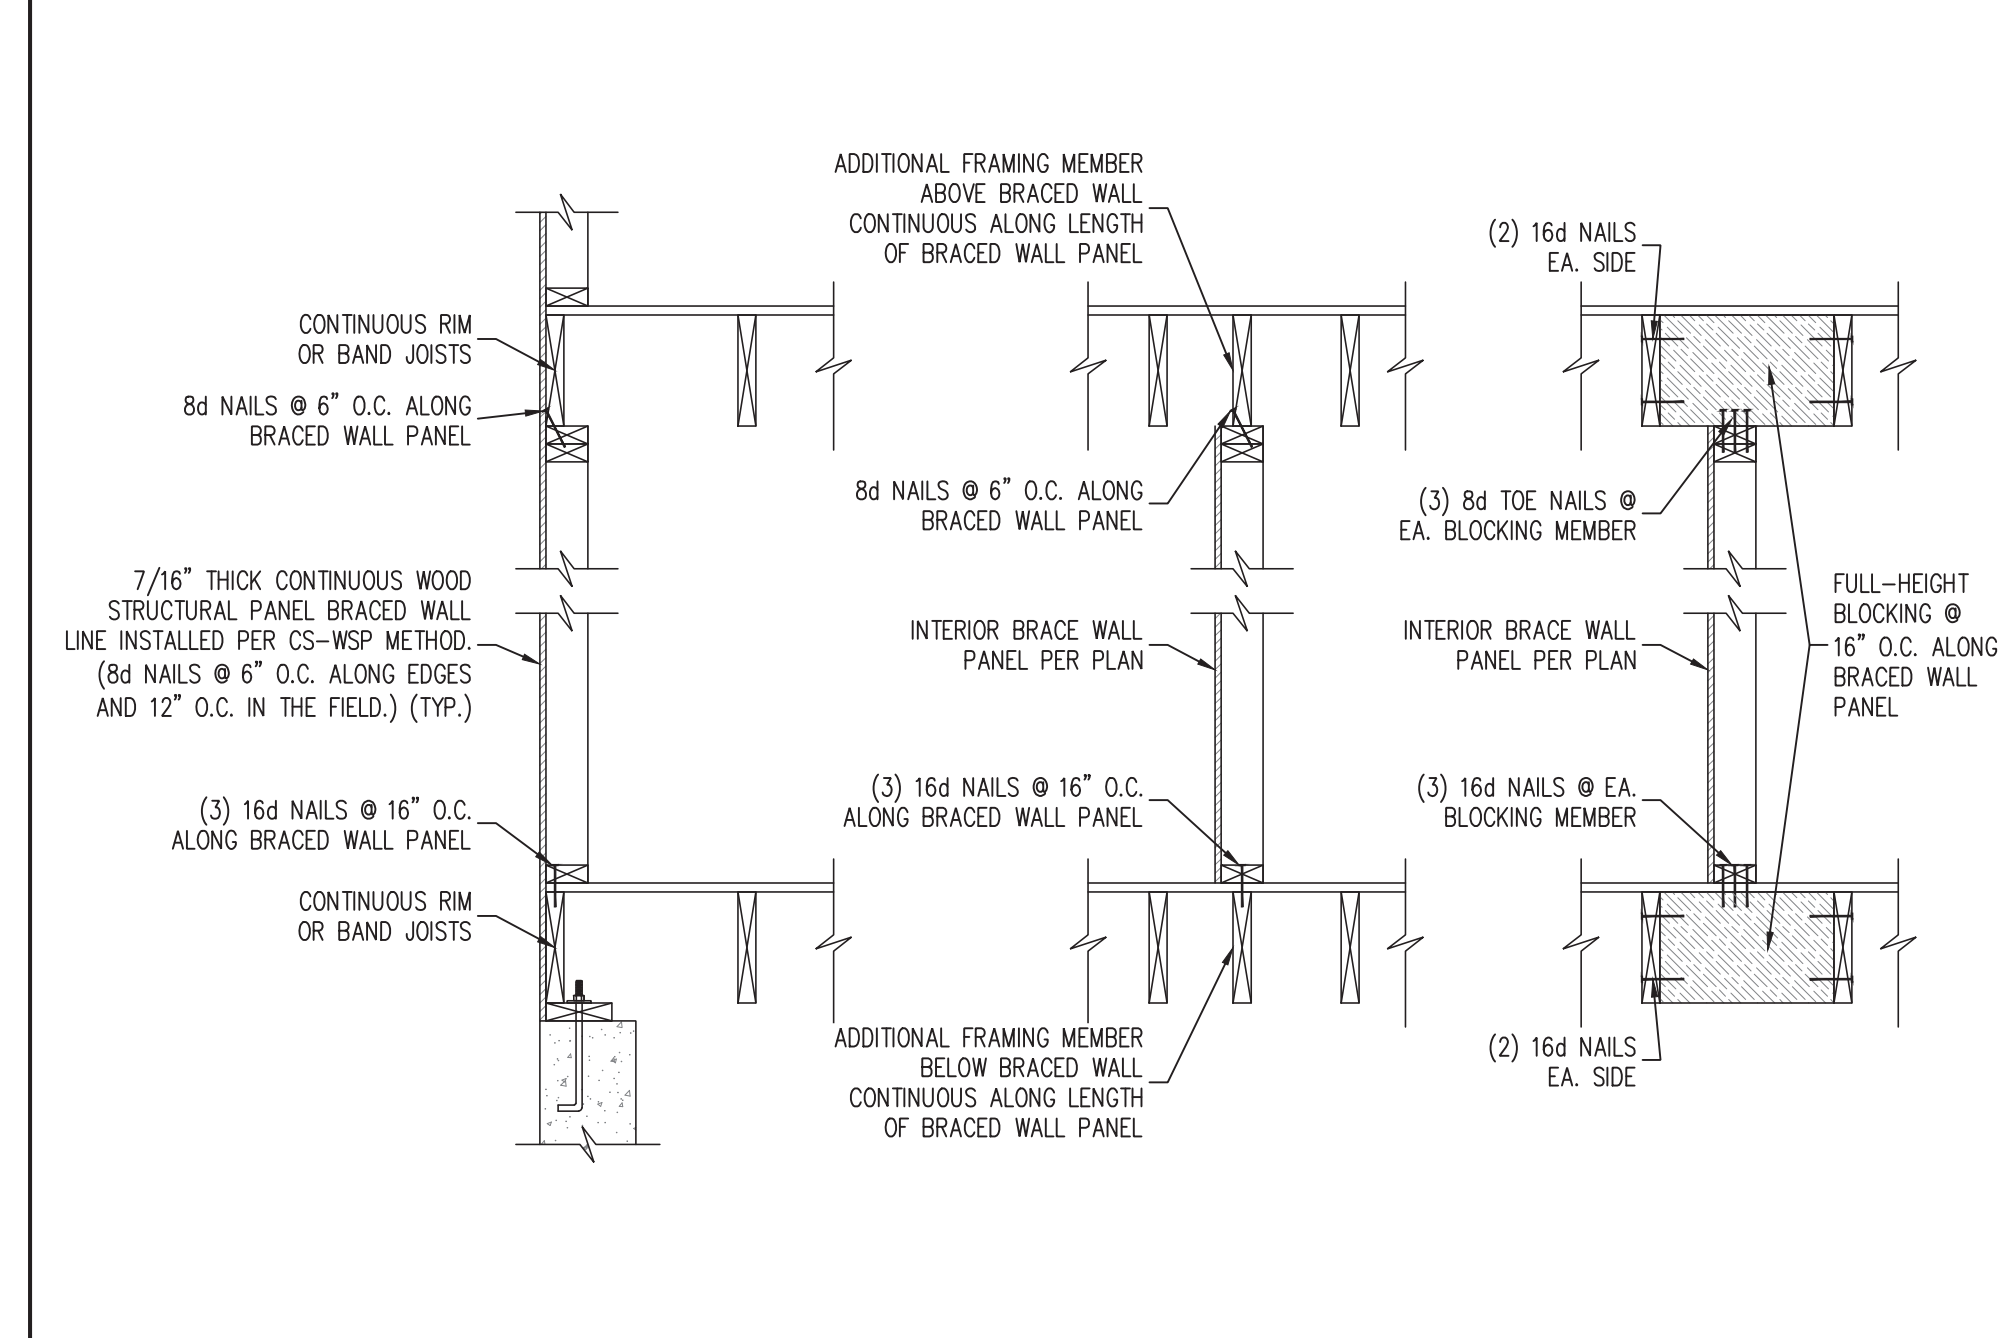 CONTINUOUS RIM
OR BAND JOISTS
8d NAILS @ 6" O.C. ALONG
BRACED WALL PANEL
7/16" THICK CONTINUOUS WOOD
STRUCTURAL PANEL BRACED WALL
LINE INSTALLED PER CS-WSP METHOD.
(8d NAILS @ 6" O.C. ALONG EDGES
AND 12" O.C. IN THE FIELD.) (TYP.)
(3) 16d NAILS @ 16" O.C.
ALONG BRACED WALL PANEL
CONTINUOUS RIM
OR BAND JOISTS
ADDITIONAL FRAMING MEMBER
ABOVE BRACED WALL
CONTINUOUS ALONG LENGTH
OF BRACED WALL PANEL
8d NAILS @ 6" O.C. ALONG
BRACED WALL PANEL
INTERIOR BRACE WALL
PANEL PER PLAN
(3) 16d NAILS @ 16" O.C.
ALONG BRACED WALL PANEL
ADDITIONAL FRAMING MEMBER
BELOW BRACED WALL
CONTINUOUS ALONG LENGTH
OF BRACED WALL PANEL
(2) 16d NAILS
EA. SIDE
(3) 8d TOE NAILS @
EA. BLOCKING MEMBER
INTERIOR BRACE WALL
PANEL PER PLAN
(3) 16d NAILS @ EA.
BLOCKING MEMBER
(2) 16d NAILS
EA. SIDE
FULL-HEIGHT
BLOCKING @
16" O.C. ALONG
BRACED WALL
PANEL